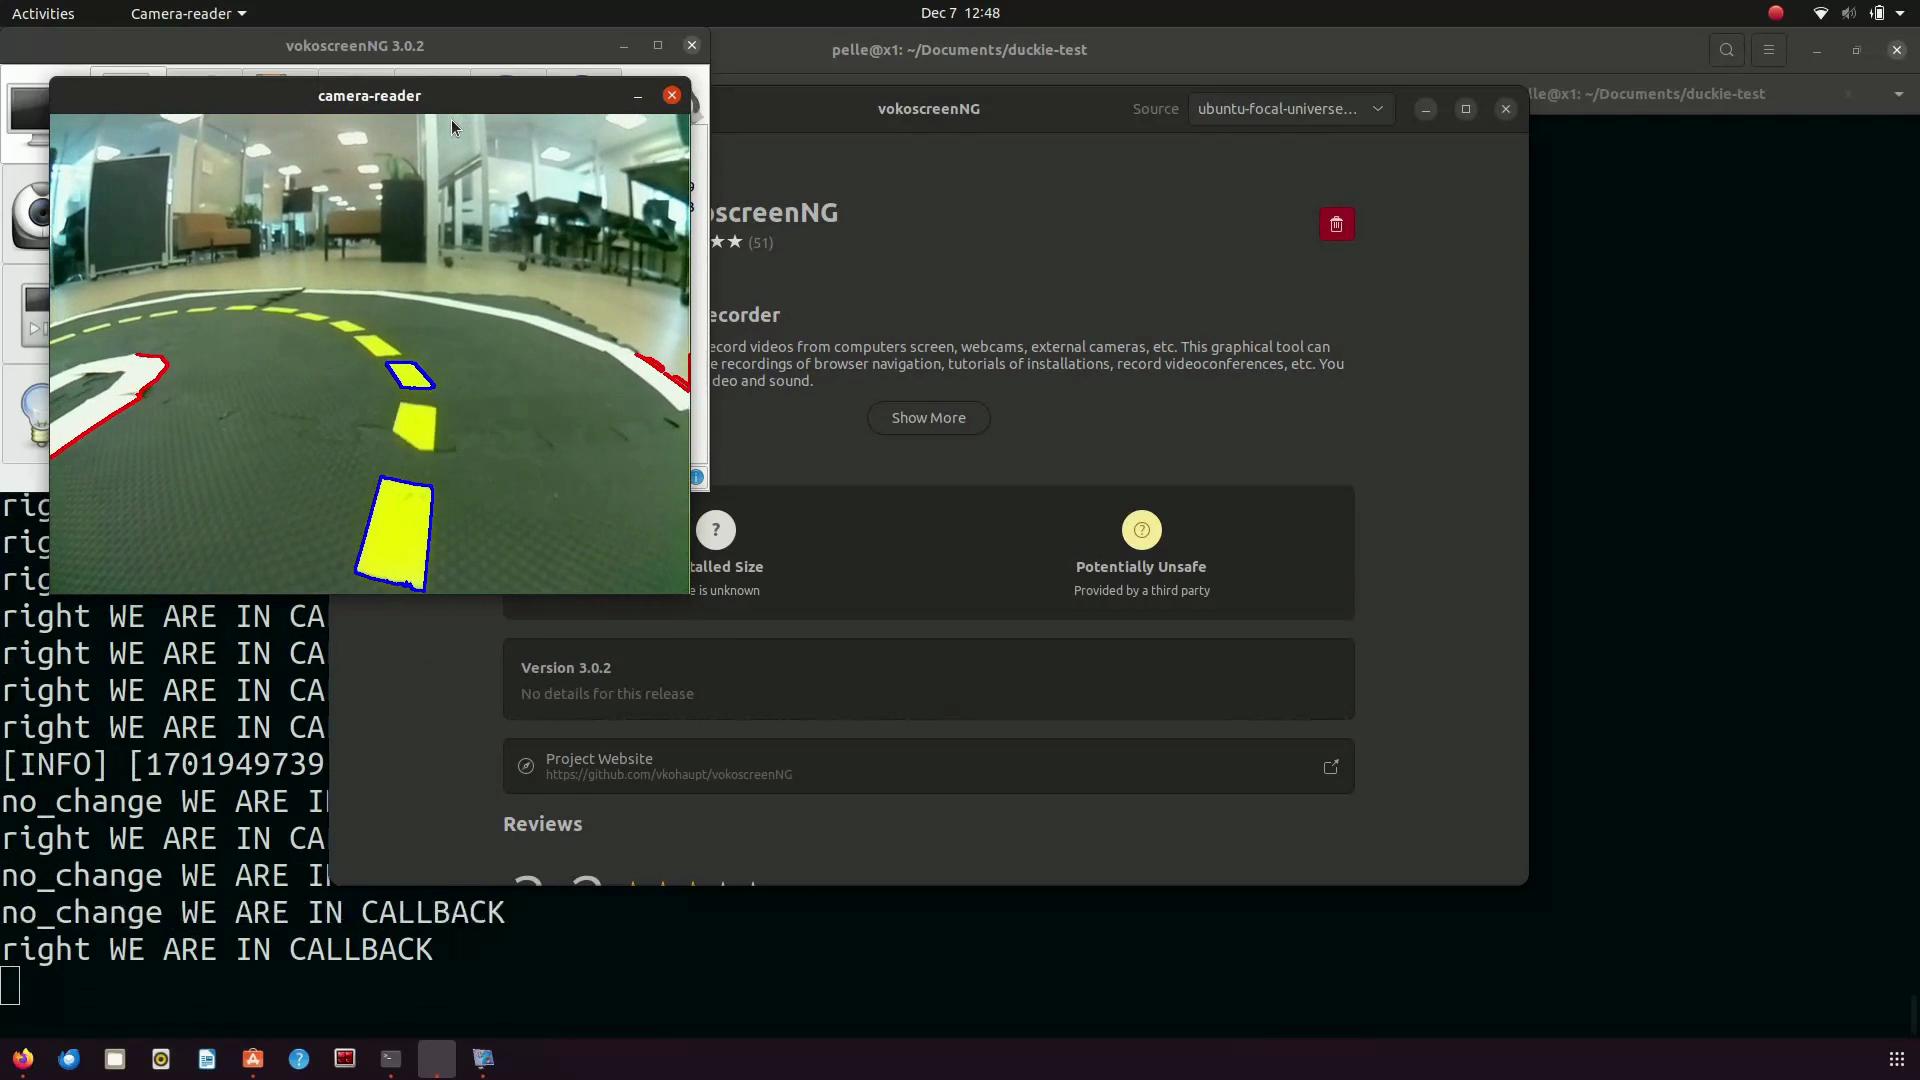 Activities
Camera-reader
Dec 7 12:48
vokoscreenNG 3.0.2
pelle@x1: ~/Documents/duckie-test
camera-reader
vokoscreenNG
Source
ubuntu-focal-universe...
lle@x1: ~/Documents/duckie-test
oscreenNG
(51)
ecorder
ecord videos from computers screen, webcams, external cameras, etc. This graphical tool can
e recordings of browser navigation, tutorials of installations, record videoconferences, etc. You
deo and sound.
Show More
?
?
talled Size
Potentially Unsafe
e is unknown
Provided by a third party
Version 3.0.2
No details for this release
Project Website
https://github.com/vkohaupt/vokoscreenNG
Reviews
rig
rig
rig
right WE ARE IN CA
right WE ARE IN CA
right WE ARE IN CA
right WE ARE IN CA
[INFO] [1701949739
no_change WE ARE I
right WE ARE IN CA
no_change WE ARE I
no_change WE ARE IN CALLBACK
right WE ARE IN CALLBACK